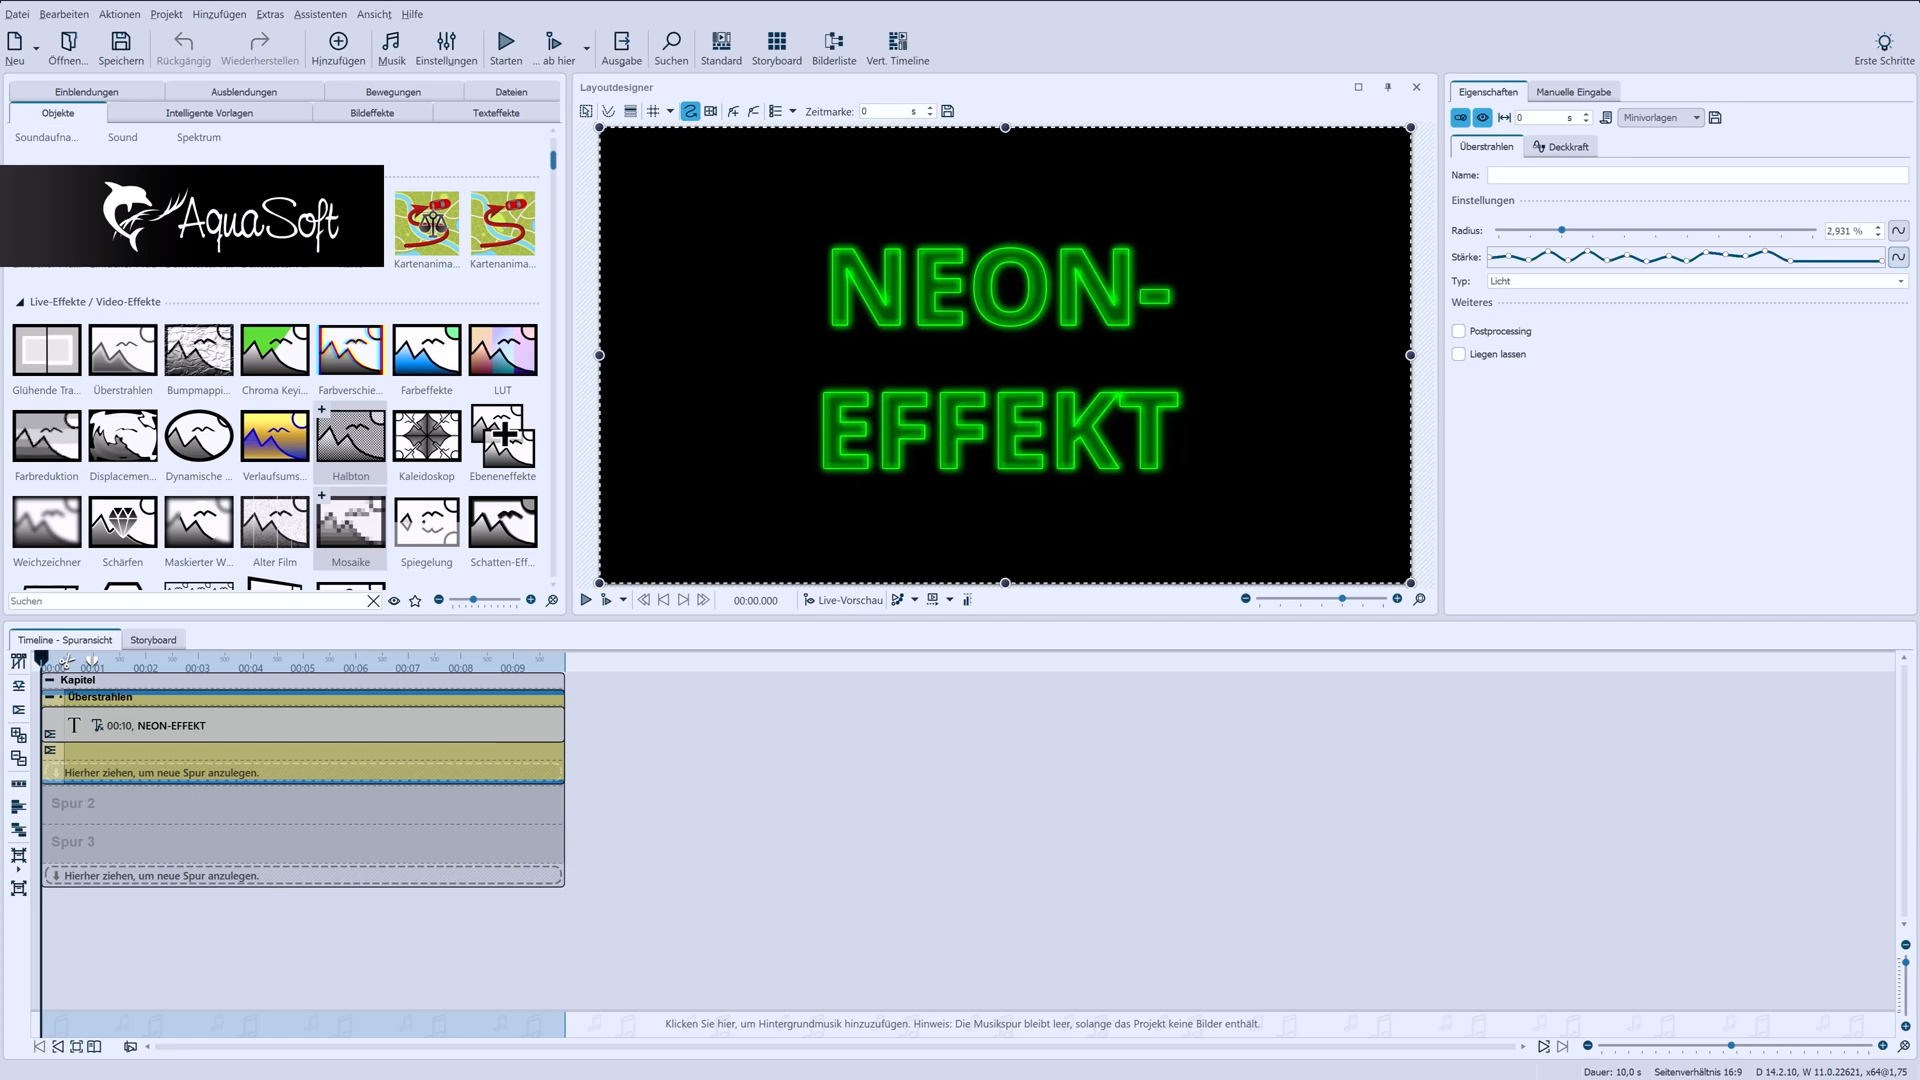 Datei Bearbeiten Aktionen Projekt Hinzufügen Extras Assistenten Ansicht Hilfe
Neu Öffnen... Speichern Rückgängig Wiederherstellen Hinzufügen Musik Einstellungen Starten ... ab hier Ausgabe Suchen Standard Storyboard Bilderliste Vert. Timeline Erste Schritte
Einblendungen Ausblendungen Bewegungen Dateien
Objekte Intelligente Vorlagen Bildeffekte Texteffekte
Soundaufna... Sound Spektrum
AquaSoft
Kartenanima... Kartenanima...
Live-Effekte / Video-Effekte
Glühende Tra... Überstrahlen Bumpmappi... Chroma Keyi... Farbverschie... Farbeffekte LUT
Farbreduktion Displacemen... Dynamische ... Verlaufsums... Halbton Kaleidoskop Ebeneneffekte
Weichzeichner Schärfen Maskierter W... Alter Film Mosaike Spiegelung Schatten-Eff...
Suchen
Layoutdesigner
Zeitmarke: 0 s
NEON-
EFFEKT
00:00.000 Live-Vorschau
Eigenschaften Manuelle Eingabe
0 s Minivorlagen
Überstrahlen Deckkraft
Name:
Einstellungen
Radius: 2,931 %
Stärke:
Typ: Licht
Weiteres
Postprocessing
Liegen lassen
Timeline - Spuransicht Storyboard
00:01 00:02 00:03 00:04 00:05 00:06 00:07 00:08 00:09
Kapitel
Überstrahlen
T 00:10, NEON-EFFEKT
Hierher ziehen, um neue Spur anzulegen.
Spur 2
Spur 3
Hierher ziehen, um neue Spur anzulegen.
Klicken Sie hier, um Hintergrundmusik hinzuzufügen. Hinweis: Die Musikspur bleibt leer, solange das Projekt keine Bilder enthält.
Dauer: 10,0 s Seitenverhältnis 16:9 D 14.2.10, W 11.0.22621, x64@1,75